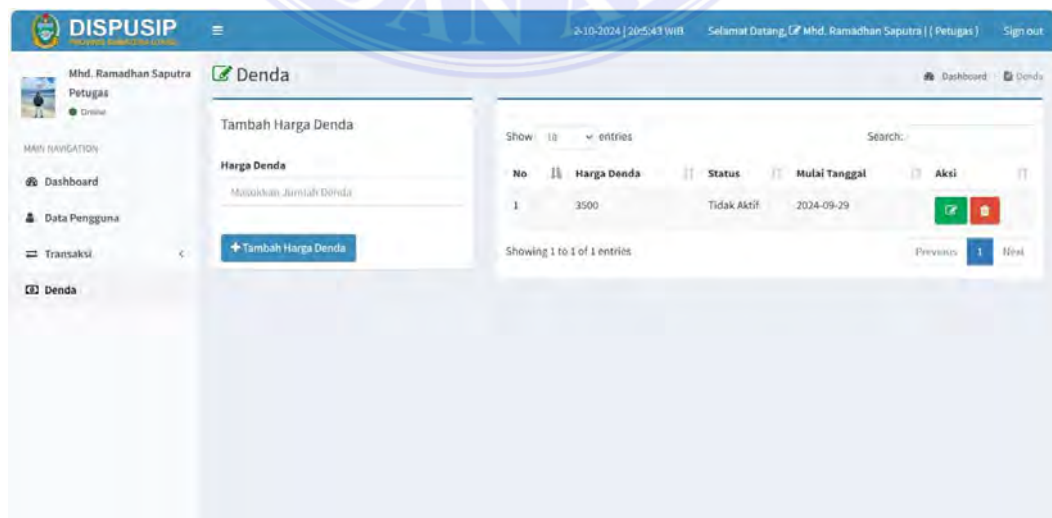 DISPUSIP
PROVINSI SUMATERA UTARA
2-10-2024 | 20:5:43 WIB
Selamat Datang, Mhd. Ramadhan Saputra | ( Petugas )
Sign out
Mhd. Ramadhan Saputra
Petugas
Online
MAIN NAVIGATION
Dashboard
Data Pengguna
Transaksi
Denda
Denda
Dashboard
Denda
Tambah Harga Denda
Harga Denda
Masukkan Jumlah Denda
+Tambah Harga Denda
Show 10 entries
Search:
No Harga Denda Status Mulai Tanggal Aksi
1 3500 Tidak Aktif 2024-09-29
Showing 1 to 1 of 1 entries
Previous 1 Next